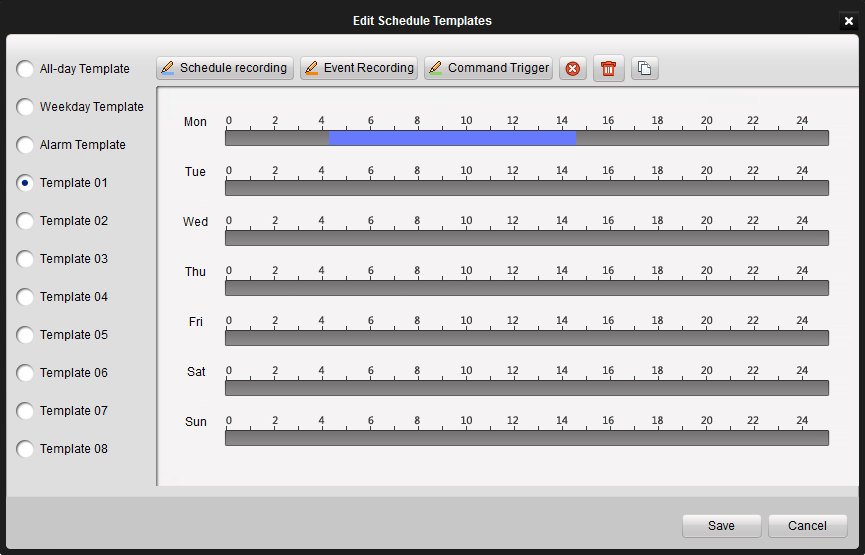 Edit Schedule Templates
All-day Template
Weekday Template
Alarm Template
Template 01
Template 02
Template 03
Template 04
Template 05
Template 06
Template 07
Template 08
Schedule recording Event Recording Command Trigger
Mon 0 2 4 6 8 10 12 14 16 18 20 22 24
Tue 0 2 4 6 8 10 12 14 16 18 20 22 24
Wed 0 2 4 6 8 10 12 14 16 18 20 22 24
Thu 0 2 4 6 8 10 12 14 16 18 20 22 24
Fri 0 2 4 6 8 10 12 14 16 18 20 22 24
Sat 0 2 4 6 8 10 12 14 16 18 20 22 24
Sun 0 2 4 6 8 10 12 14 16 18 20 22 24
Save Cancel